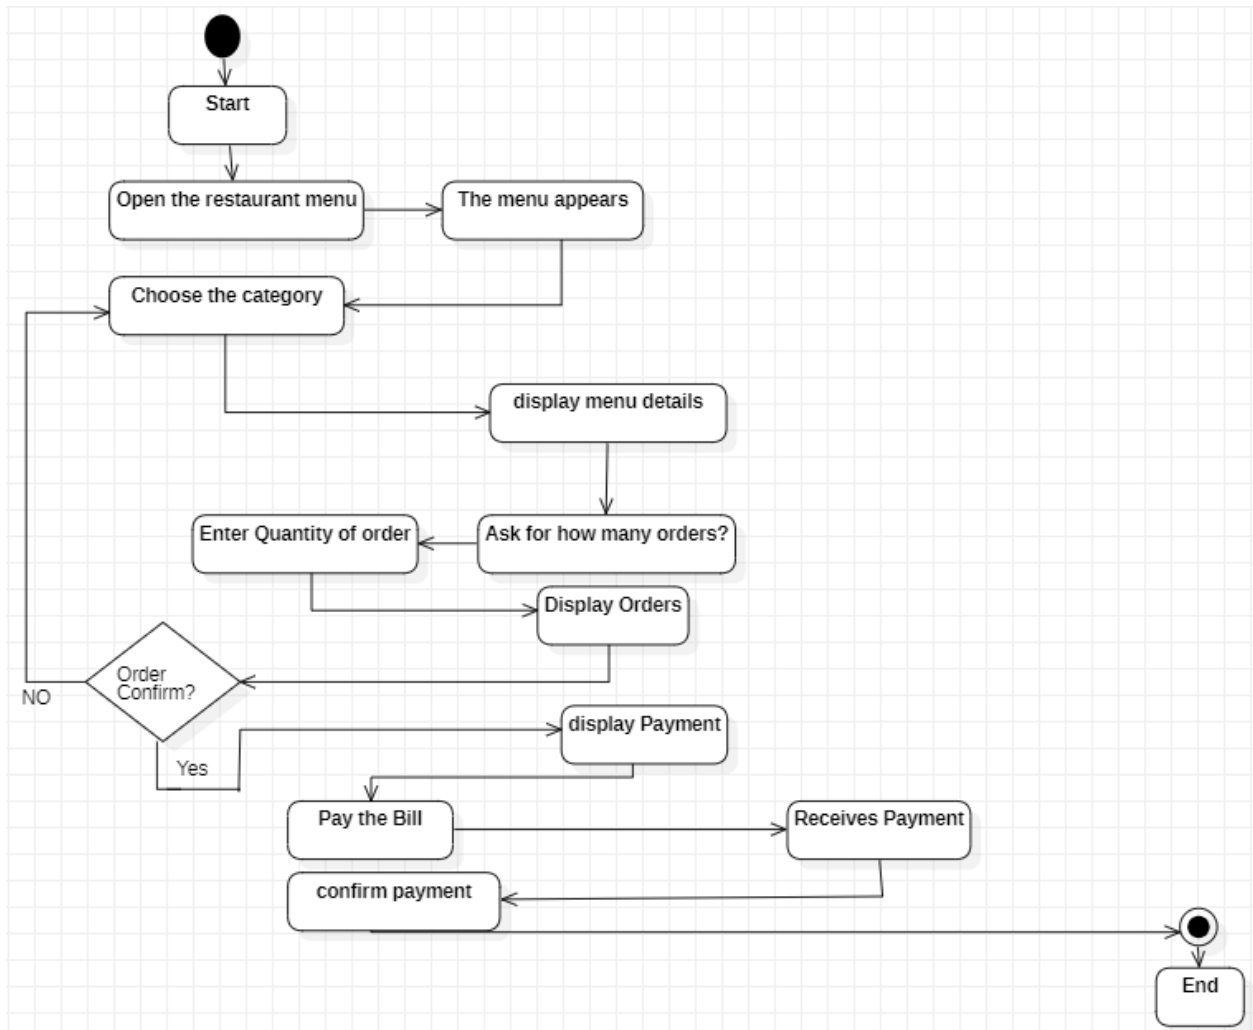 Start
Open the restaurant menu
The menu appears
Choose the category
display menu details
Enter Quantity of order
Ask for how many orders?
Display Orders
Order
Confirm?
NO
display Payment
Yes
Pay the Bill
Receives Payment
confirm payment
End